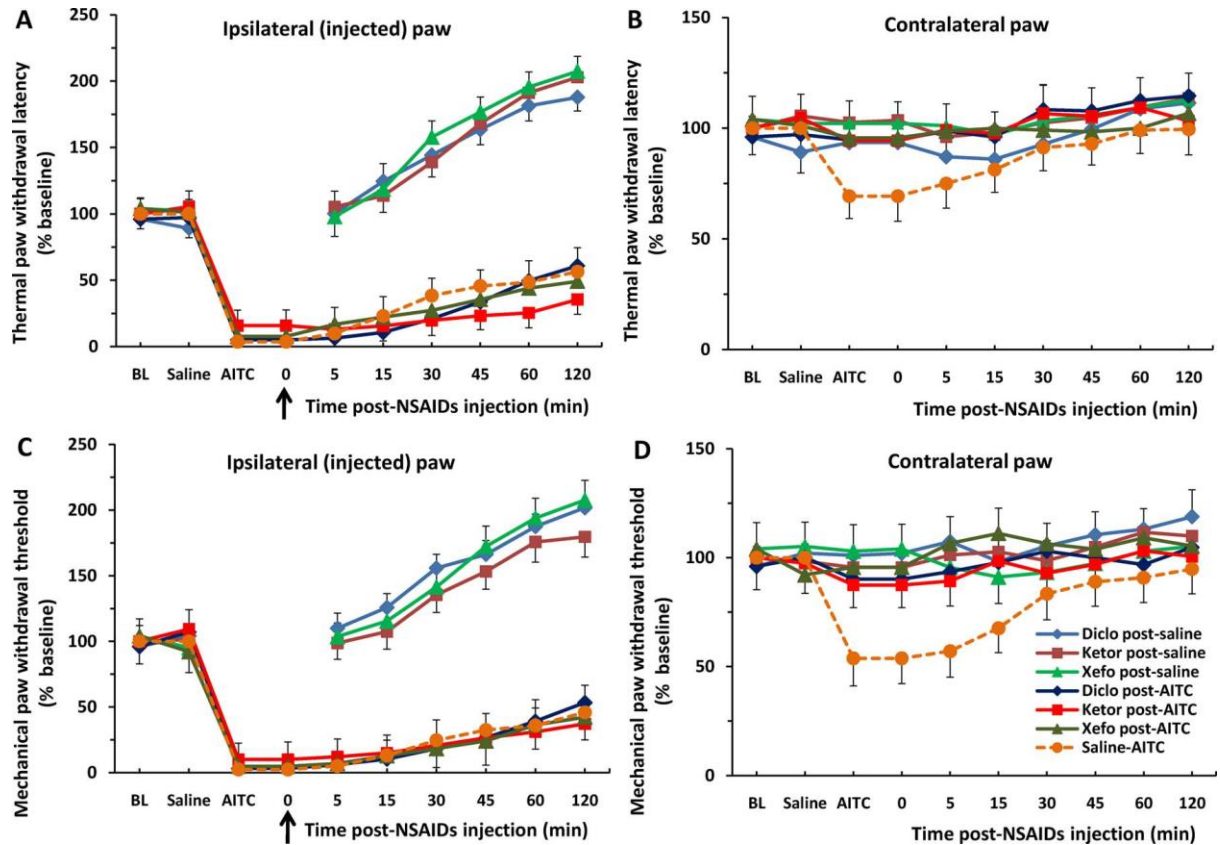 A
Ipsilateral (injected) paw
Thermal paw withdrawal latency
(% baseline)
250
200
150
100
50
0
BL Saline AITC 0 5 15 30 45 60 120
Time post-NSAIDs injection (min)
B
Contralateral paw
Thermal paw withdrawal latency
(% baseline)
150
100
50
0
BL Saline AITC 0 5 15 30 45 60 120
Time post-NSAIDs injection (min)
C
Ipsilateral (injected) paw
Mechanical paw withdrawal threshold
(% baseline)
250
200
150
100
50
0
BL Saline AITC 0 5 15 30 45 60 120
Time post-NSAIDs injection (min)
D
Contralateral paw
Mechanical paw withdrawal threshold
(% baseline)
150
100
50
0
Diclo post-saline
Ketor post-saline
Xefo post-saline
Diclo post-AITC
Ketor post-AITC
Xefo post-AITC
Saline-AITC
BL Saline AITC 0 5 15 30 45 60 120
Time post-NSAIDs injection (min)